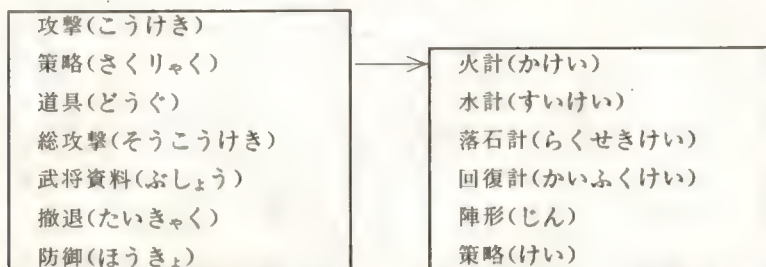 攻撃(こうけき)
策略(さくりゃく)
道具(どうぐ)
総攻撃(そうこうけき)
武将資料(ぶしょう)
撤退(たいきゃく)
防御(ほうきょ)
火計(かけい)
水計(すいけい)
落石計(らくせきけい)
回復計(かいふくけい)
陣形(じん)
策略(けい)